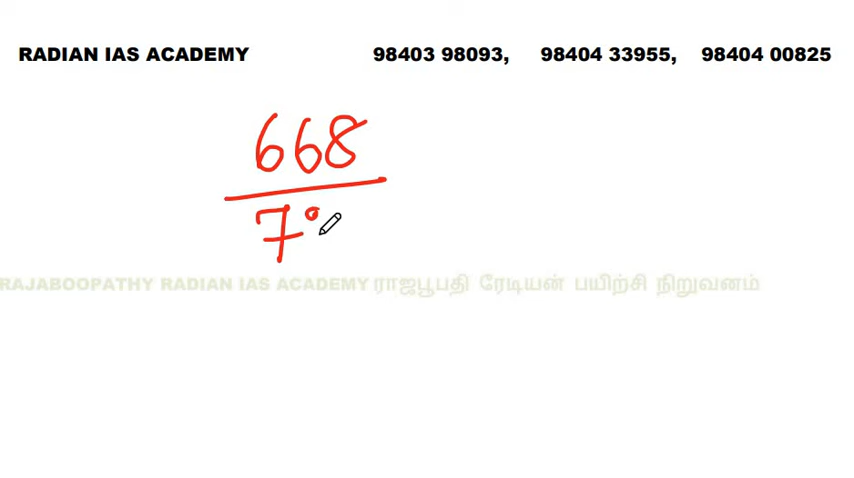 RADIAN IAS ACADEMY 98403 98093, 98404 33955, 98404 00825
668
7°
RAJABOOPATHY RADIAN IAS ACADEMY ராஜபூபதி ரேடியன் பயிற்சி நிறுவனம்